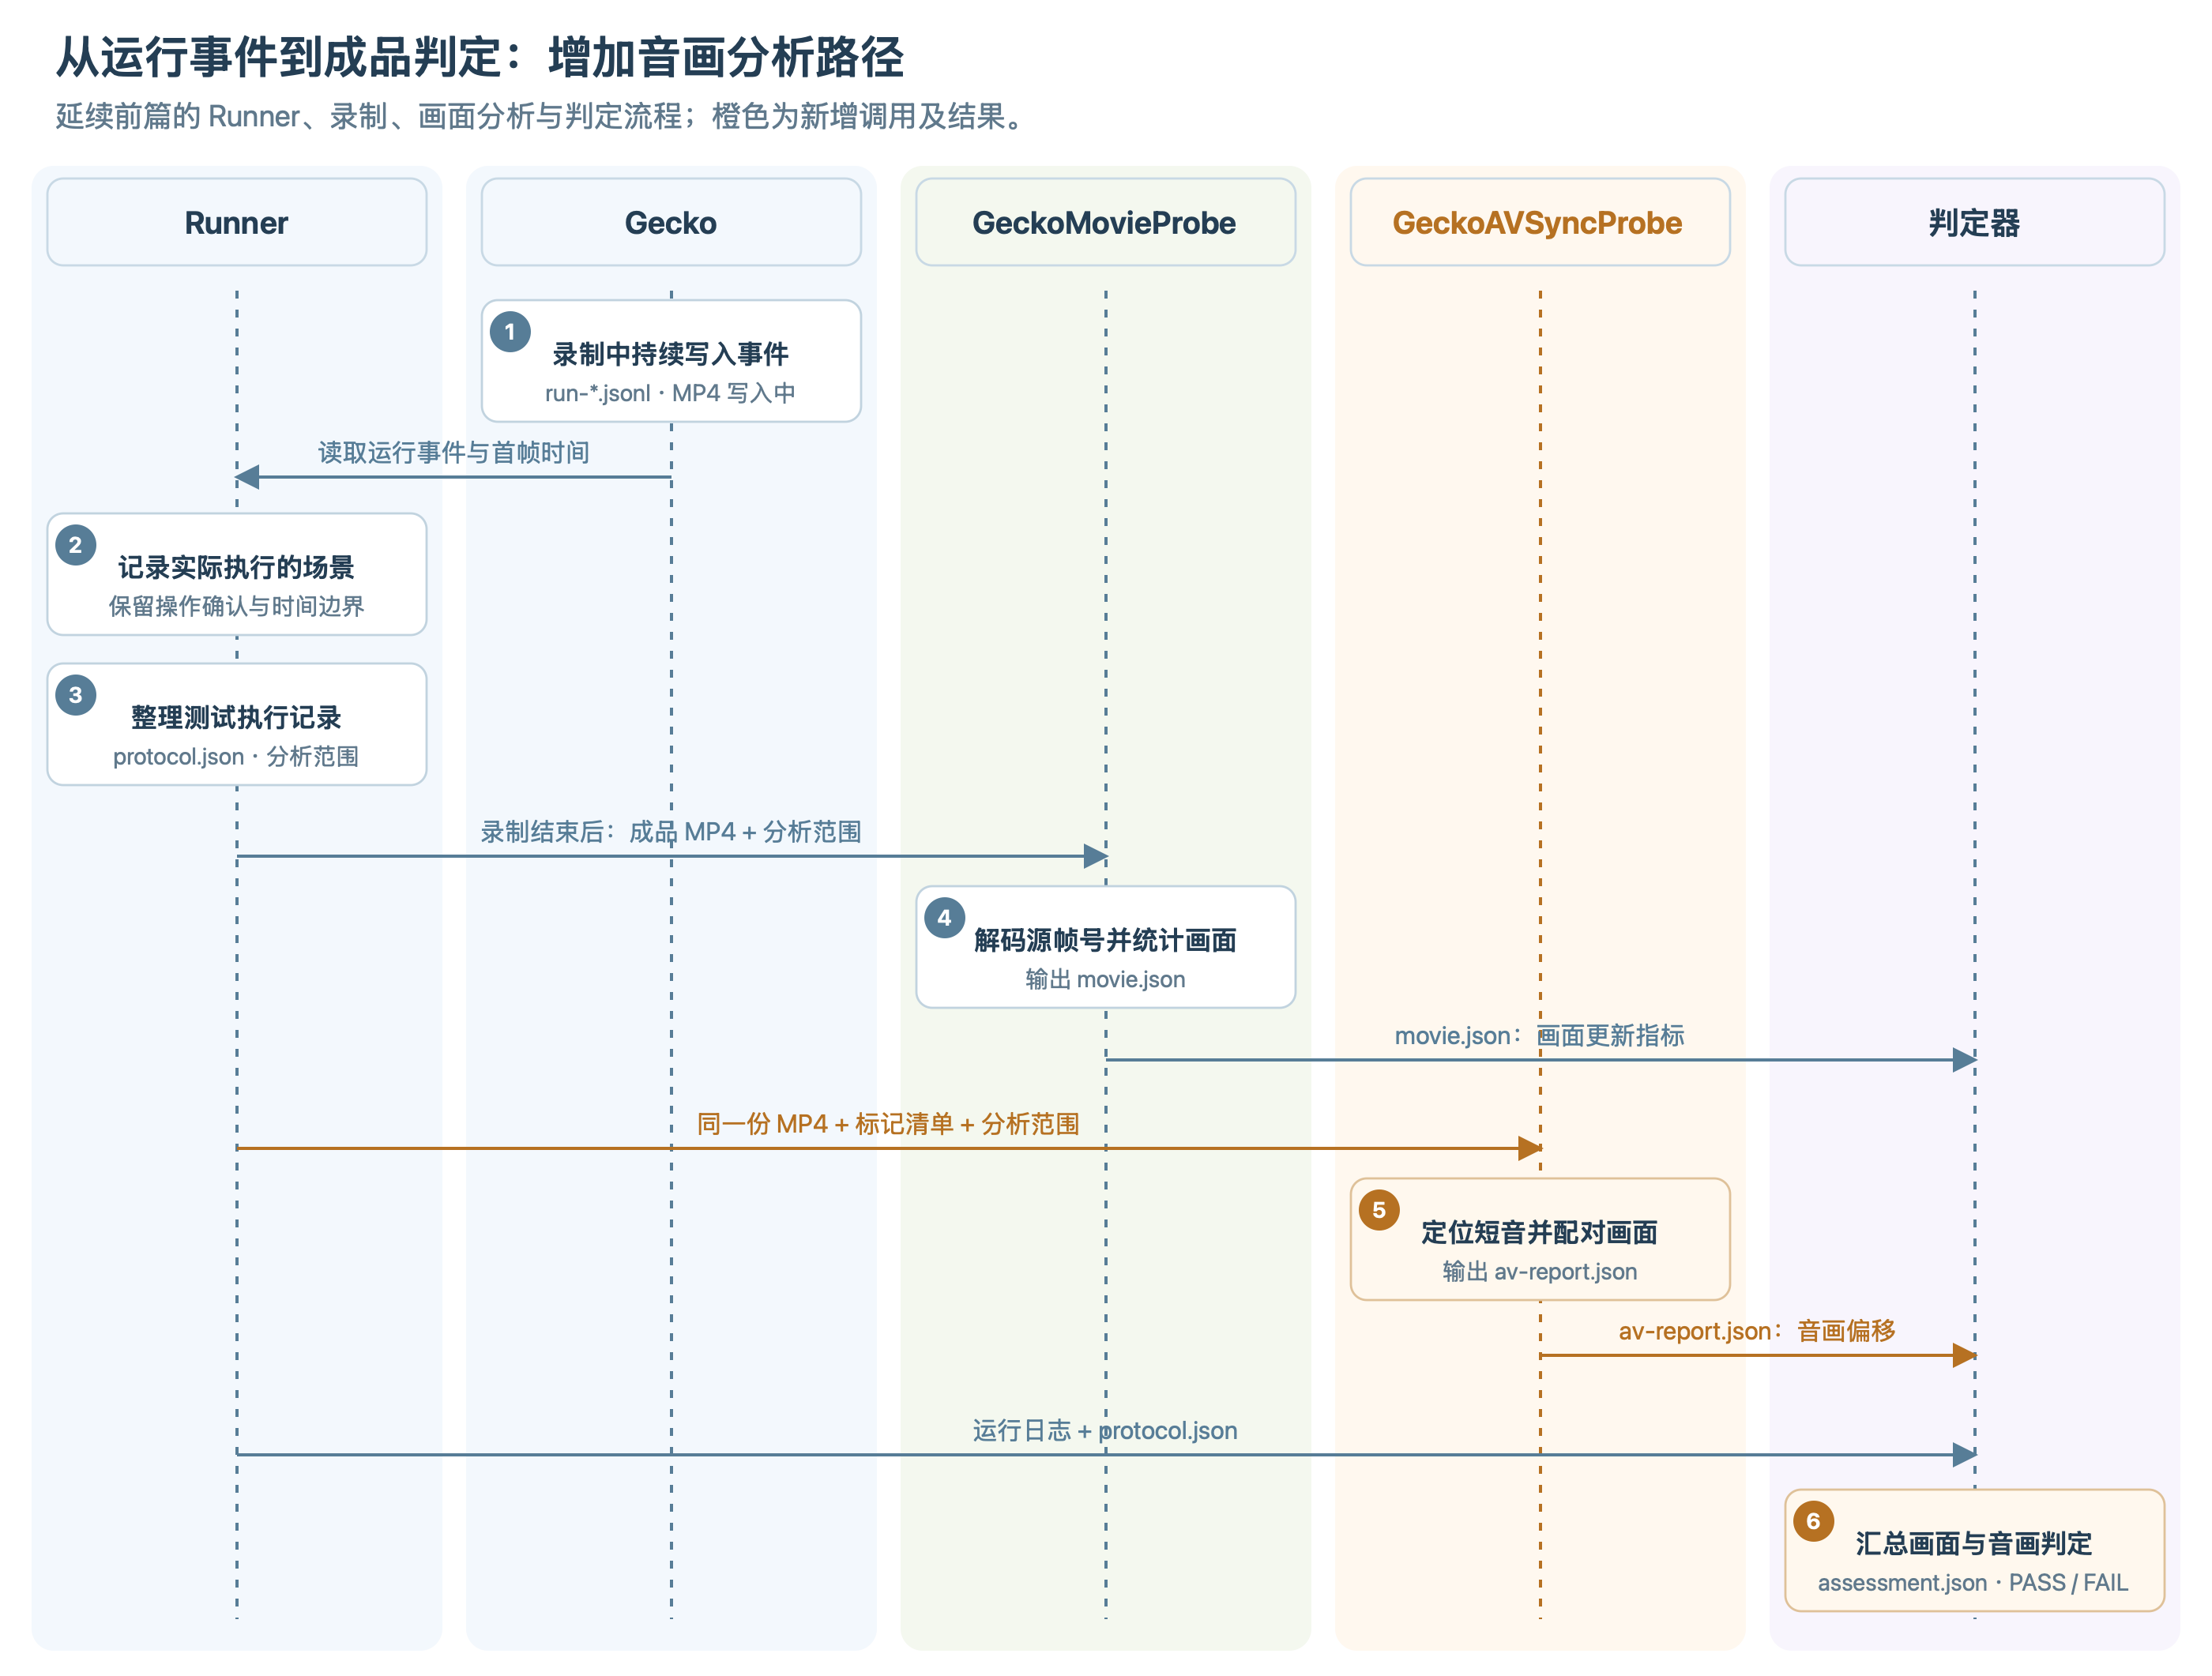 从运行事件到成品判定：增加音画分析路径
延续前篇的 Runner、录制、画面分析与判定流程；橙色为新增调用及结果。
Runner
Gecko
GeckoMovieProbe
GeckoAVSyncProbe
判定器
1
录制中持续写入事件
run-*.jsonl · MP4 写入中
读取运行事件与首帧时间
2
记录实际执行的场景
保留操作确认与时间边界
3
整理测试执行记录
protocol.json · 分析范围
录制结束后：成品 MP4 + 分析范围
4
解码源帧号并统计画面
输出 movie.json
movie.json：画面更新指标
同一份 MP4 + 标记清单 + 分析范围
5
定位短音并配对画面
输出 av-report.json
av-report.json：音画偏移
运行日志 + protocol.json
6
汇总画面与音画判定
assessment.json · PASS / FAIL